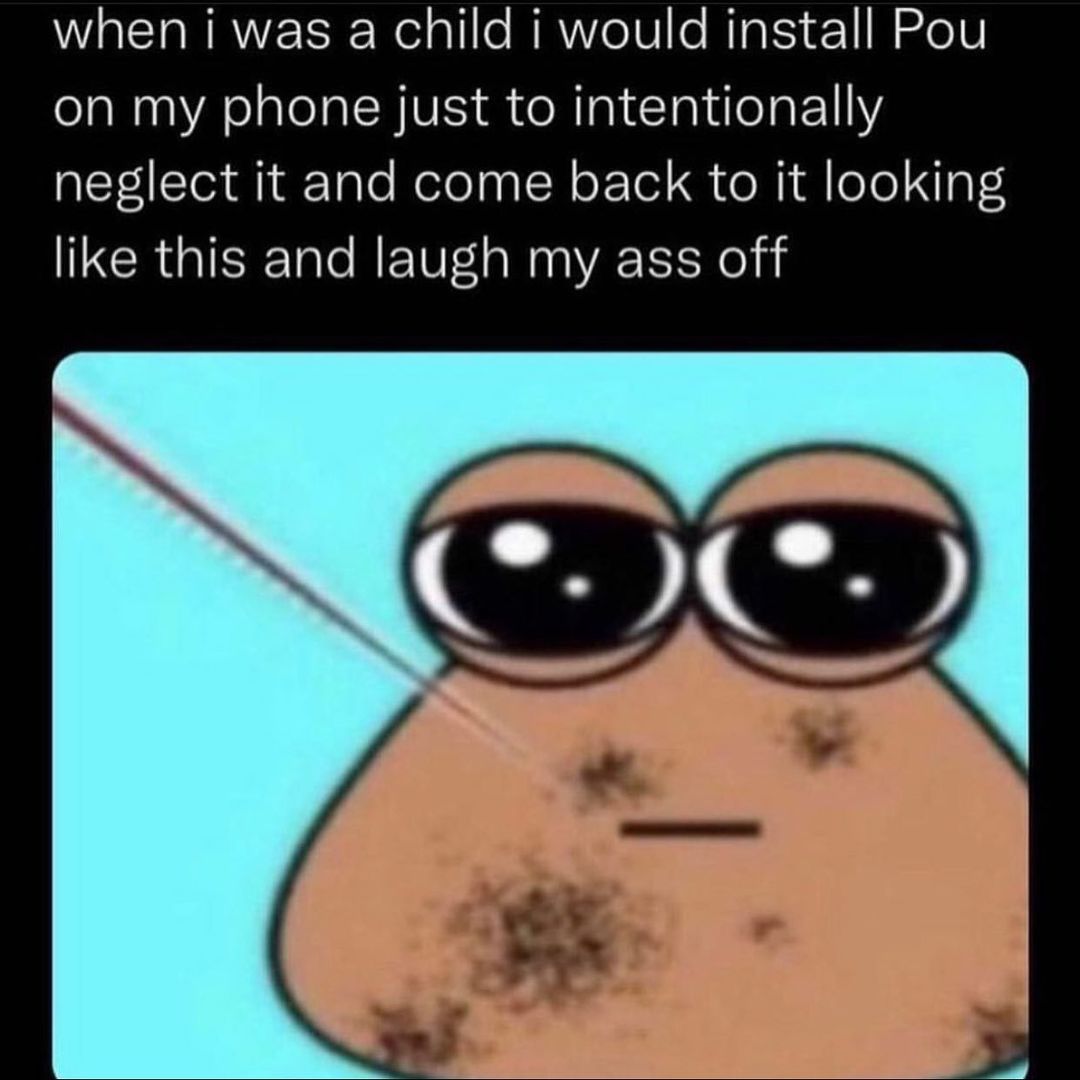 when i was a child i would install Pou
on my phone just to intentionally
neglect it and come back to it looking
like this and laugh my ass off